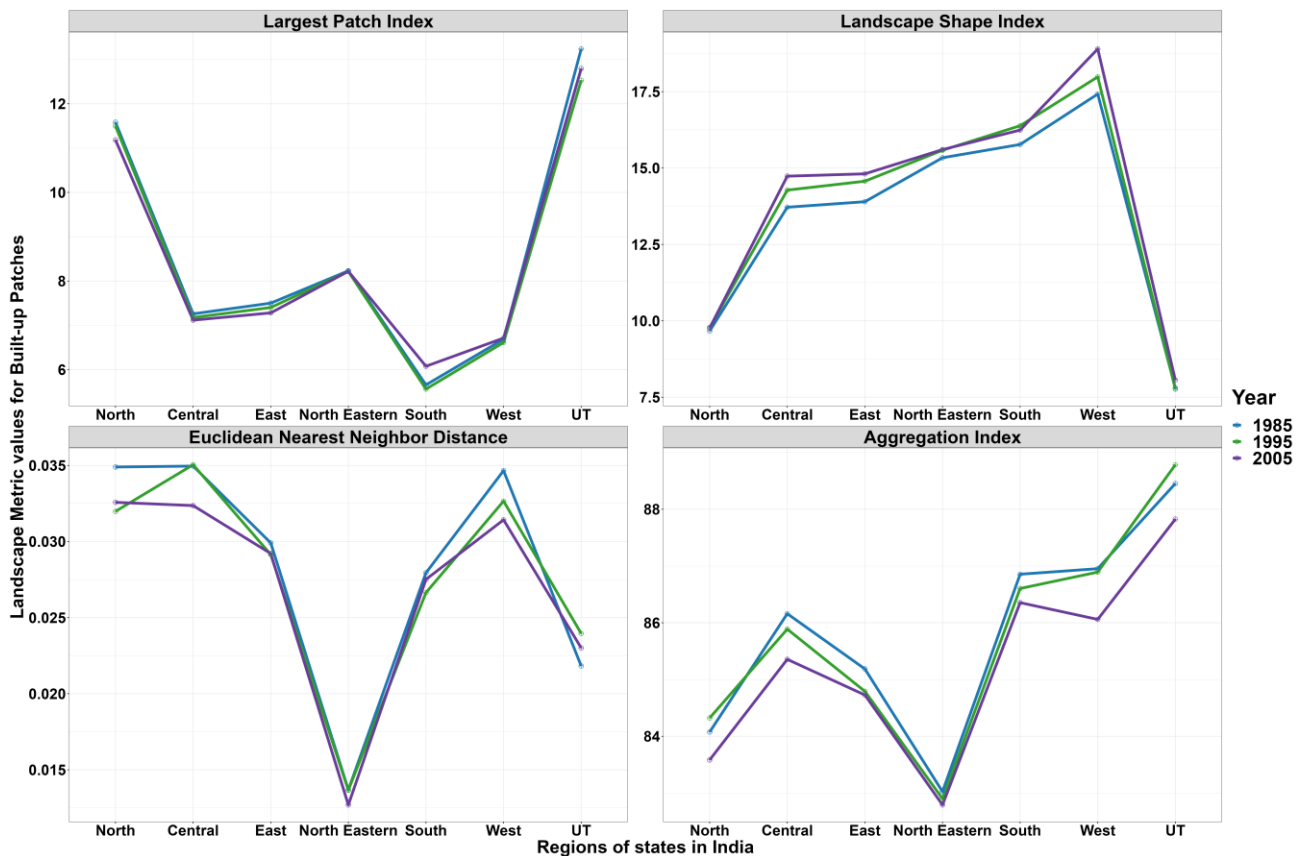 Largest Patch Index
Landscape Shape Index
12
10
8
6
17.5
15.0
12.5
10.0
7.5
North Central East North Eastern South West UT
North Central East North Eastern South West UT
Euclidean Nearest Neighbor Distance
Aggregation Index
0.035
0.030
0.025
0.020
0.015
88
86
84
North Central East North Eastern South West UT
North Central East North Eastern South West UT
Landscape Metric values for Built-up Patches
Regions of states in India
Year
1985
1995
2005